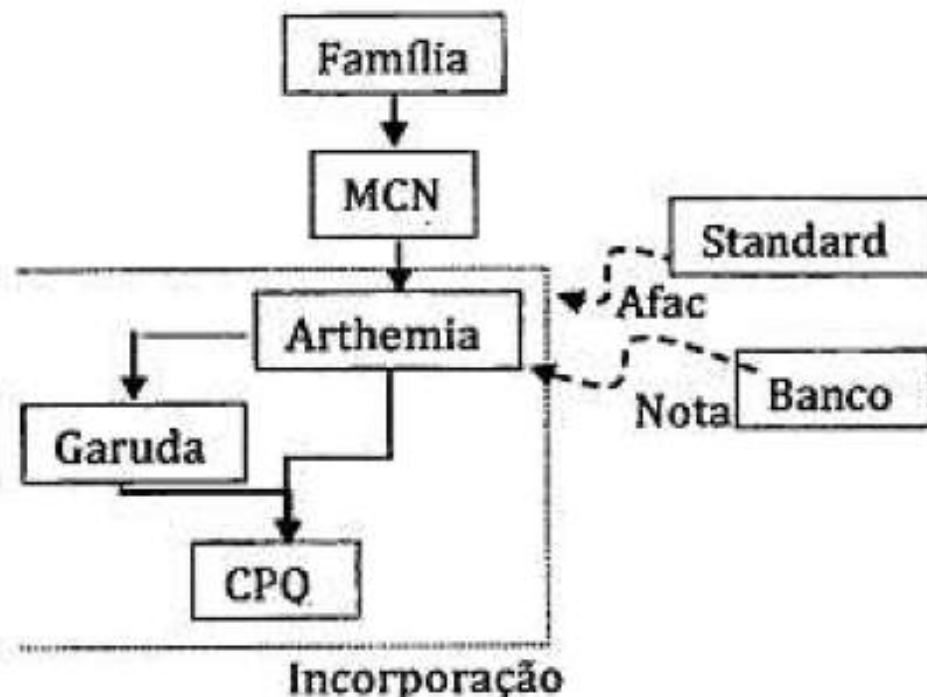 Família
MCN
Standard
Afac
Arthemia
Banco
Nota
Garuda
CPQ
Incorporação